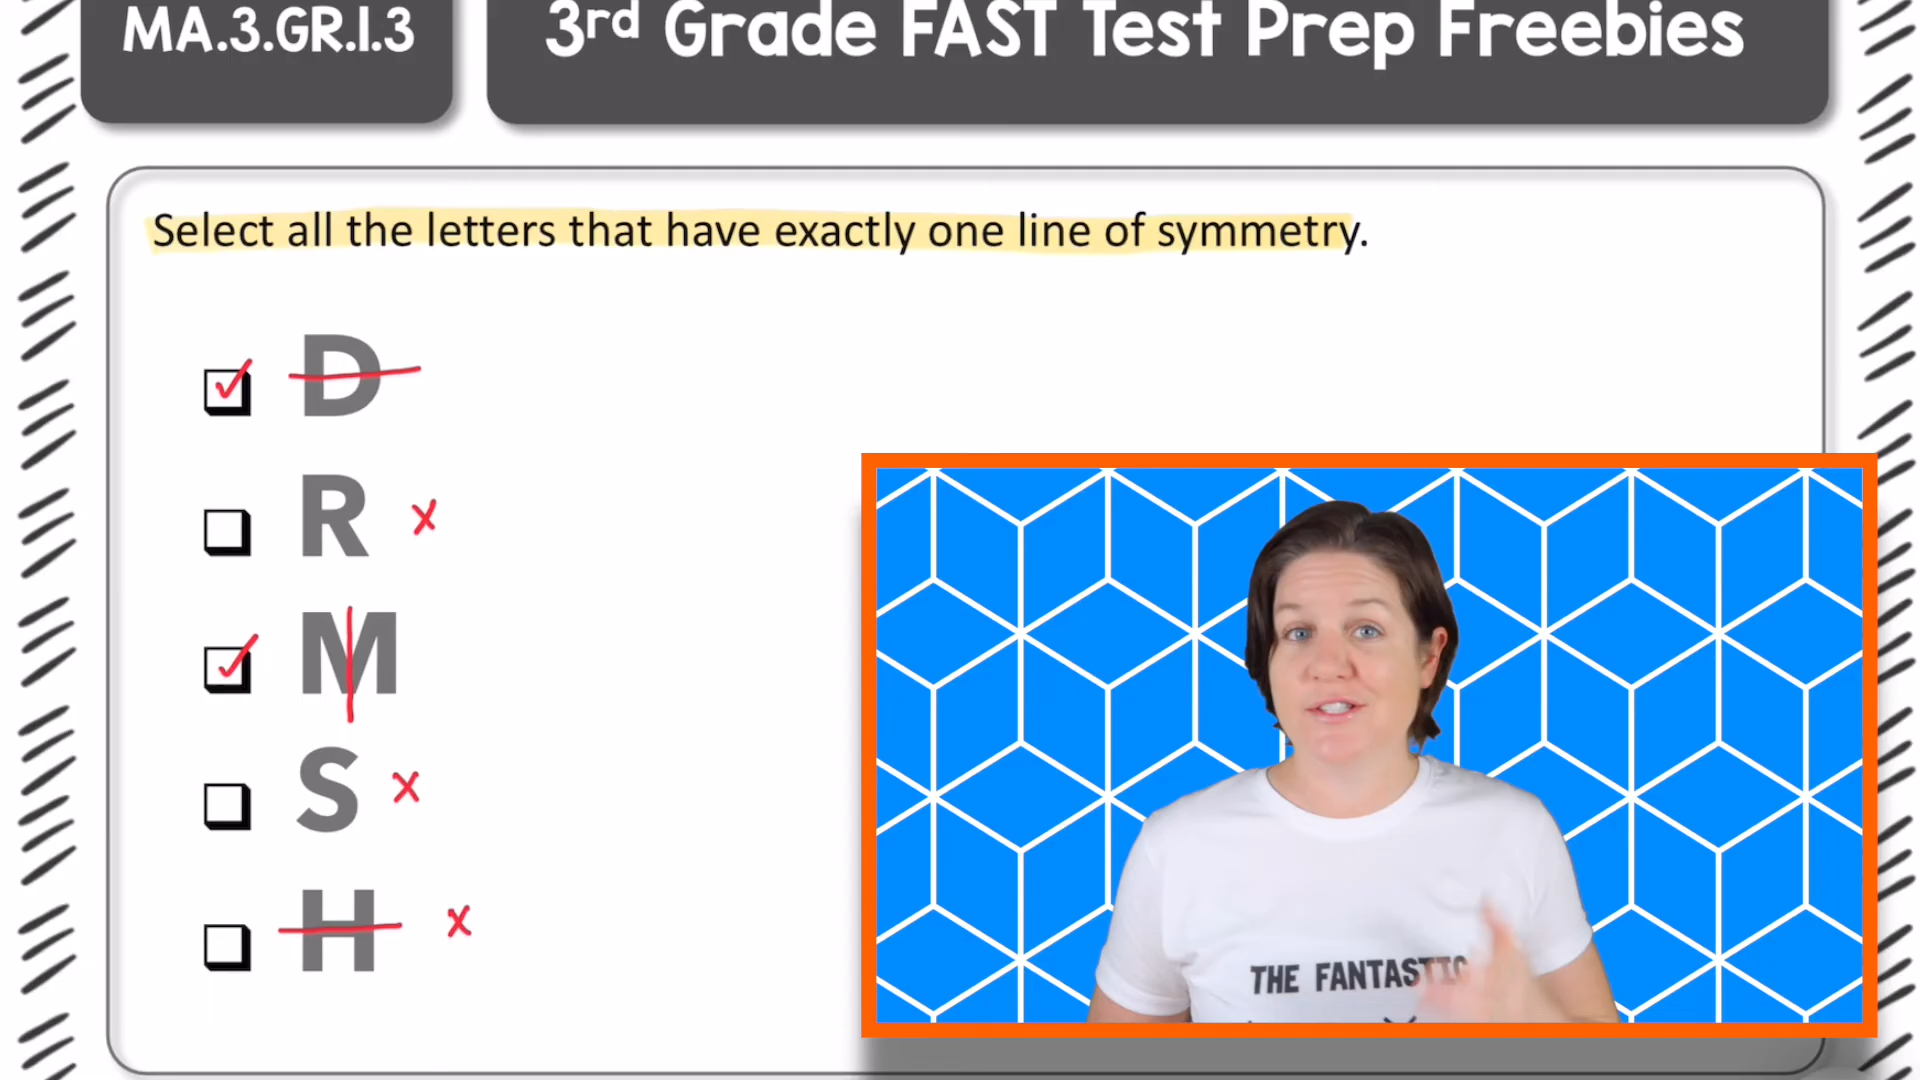 MA.3.GR.1.3
3rd Grade FAST Test Prep Freebies
Select all the letters that have exactly one line of symmetry.
D
R x
M
S x
H x
THE FANTASTIC